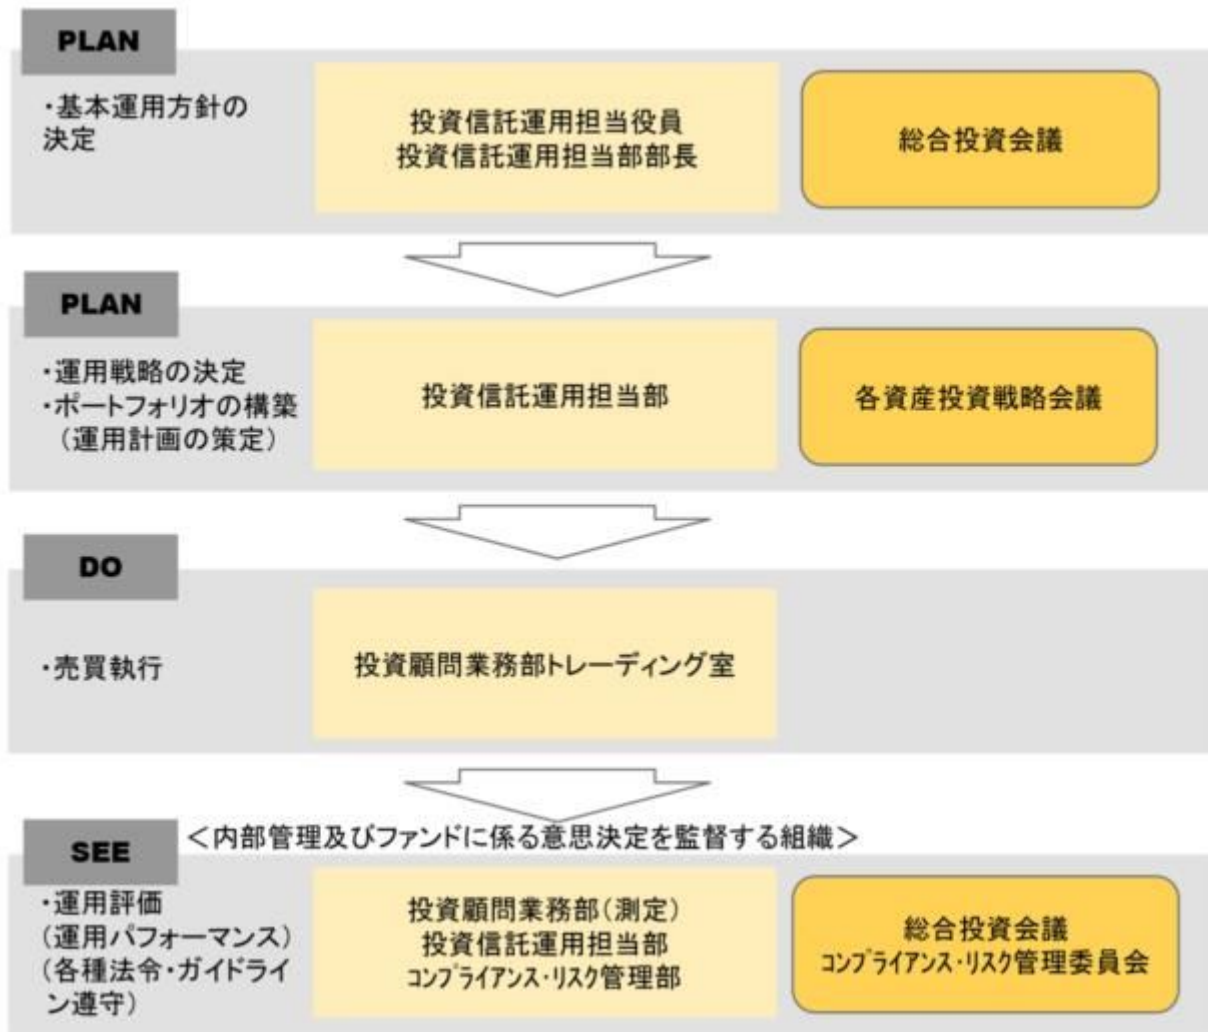 PLAN
・基本運用方針の
決定
投資信託運用担当役員
投資信託運用担当部部長
総合投資会議
PLAN
・運用戦略の決定
・ポートフォリオの構築
（運用計画の策定）
投資信託運用担当部
各資産投資戦略会議
DO
・売買執行
投資顧問業務部トレーディング室
＜内部管理及びファンドに係る意思決定を監督する組織＞
SEE
・運用評価
（運用パフォーマンス）
（各種法令・ガイドライ
ン遵守）
投資顧問業務部（測定）
投資信託運用担当部
ｺﾝﾌﾟﾗｲｱﾝｽ・ﾘｽｸ管理部
総合投資会議
ｺﾝﾌﾟﾗｲｱﾝｽ・ﾘｽｸ管理委員会